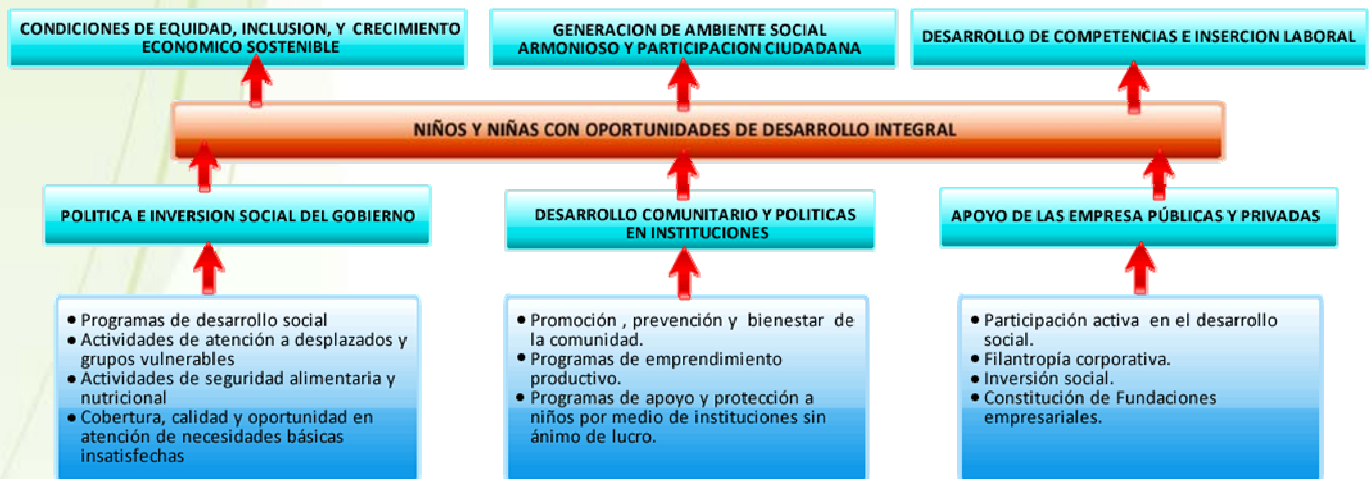 CONDICIONES DE EQUIDAD, INCLUSION, Y CRECIMIENTO
ECONOMICO SOSTENIBLE
GENERACION DE AMBIENTE SOCIAL
ARMONIOSO Y PARTICIPACION CIUDADANA
DESARROLLO DE COMPETENCIAS E INSERCION LABORAL
NIÑOS Y NIÑAS CON OPORTUNIDADES DE DESARROLLO INTEGRAL
POLITICA E INVERSION SOCIAL DEL GOBIERNO
DESARROLLO COMUNITARIO Y POLITICAS
EN INSTITUCIONES
APOYO DE LAS EMPRESA PÚBLICAS Y PRIVADAS
• Programas de desarrollo social
• Actividades de atención a desplazados y
grupos vulnerables
• Actividades de seguridad alimentaria y
nutricional
• Cobertura, calidad y oportunidad en
atención de necesidades básicas
insatisfechas
• Promoción , prevención y bienestar de
la comunidad.
• Programas de emprendimiento
productivo.
• Programas de apoyo y protección a
niños por medio de instituciones sin
ánimo de lucro.
• Participación activa en el desarrollo
social.
• Filantropía corporativa.
• Inversión social.
• Constitución de Fundaciones
empresariales.